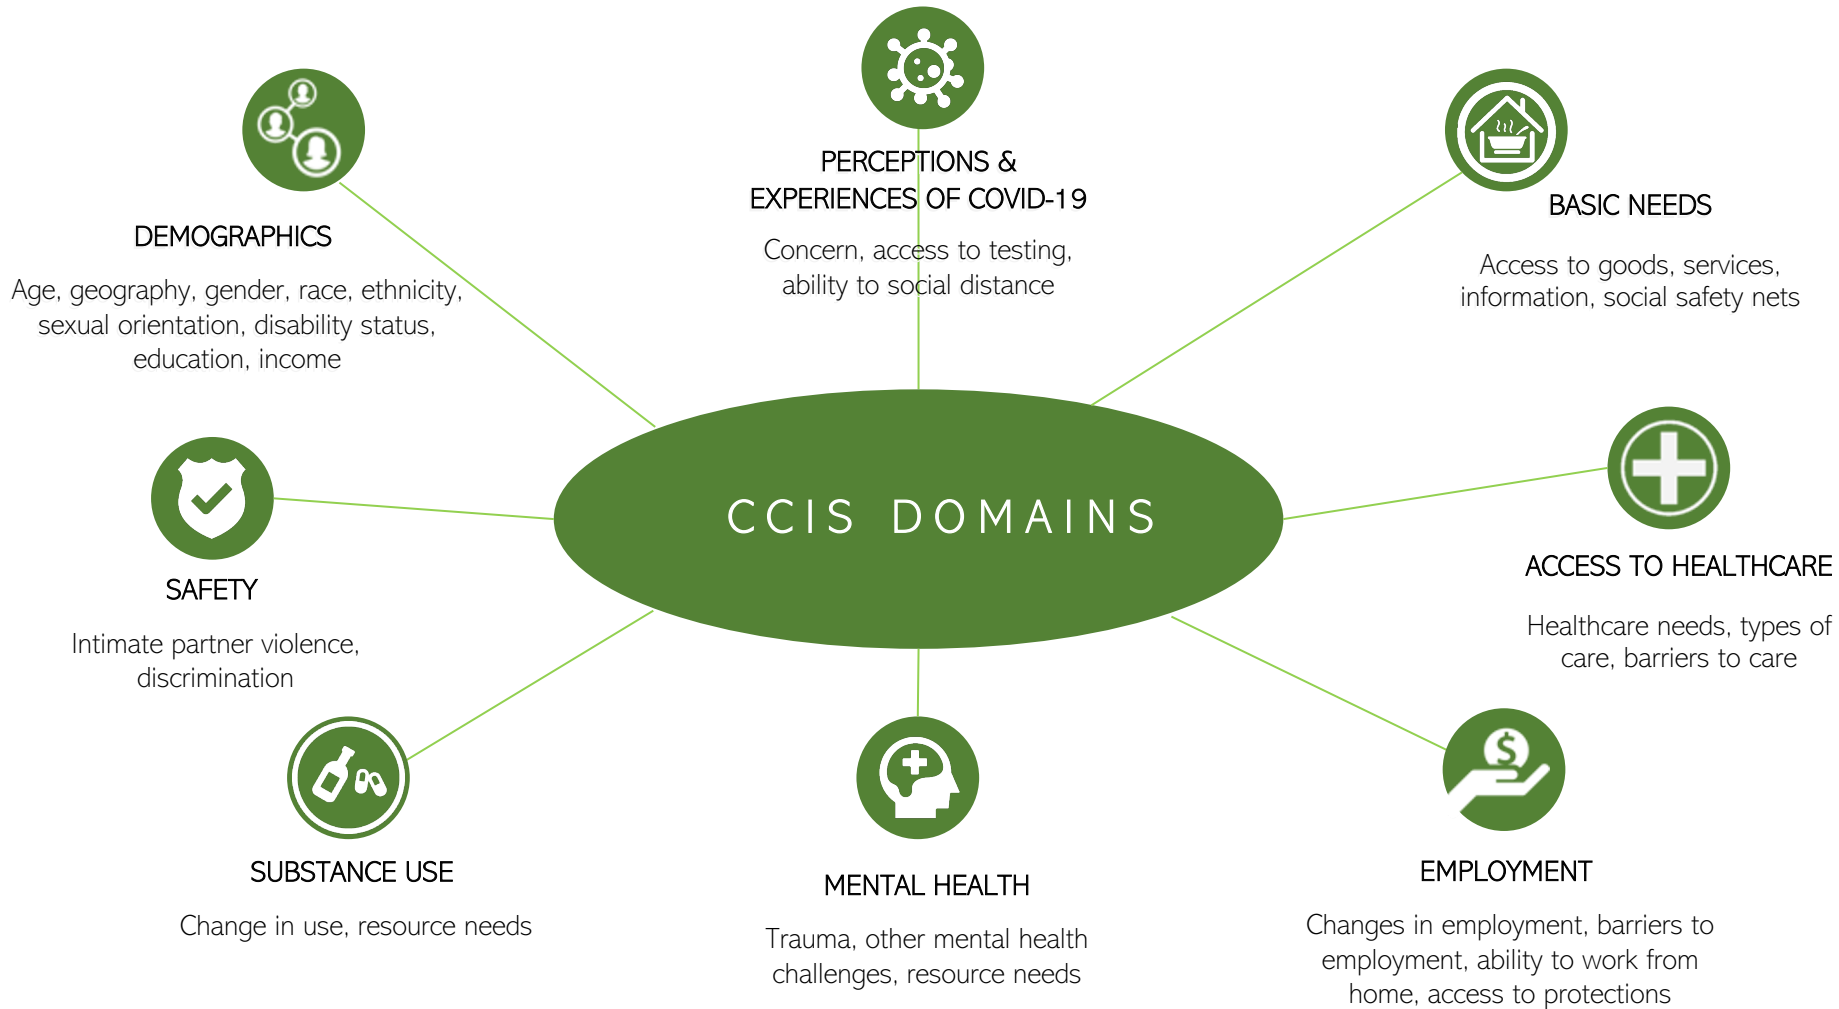 PERCEPTIONS &
EXPERIENCES OF COVID-19
Concern, access to testing,
ability to social distance
DEMOGRAPHICS
Age, geography, gender, race, ethnicity,
sexual orientation, disability status,
education, income
BASIC NEEDS
Access to goods, services,
information, social safety nets
CCIS DOMAINS
SAFETY
Intimate partner violence,
discrimination
ACCESS TO HEALTHCARE
Healthcare needs, types of
care, barriers to care
SUBSTANCE USE
Change in use, resource needs
MENTAL HEALTH
Trauma, other mental health
challenges, resource needs
$
EMPLOYMENT
Changes in employment, barriers to
employment, ability to work from
home, access to protections